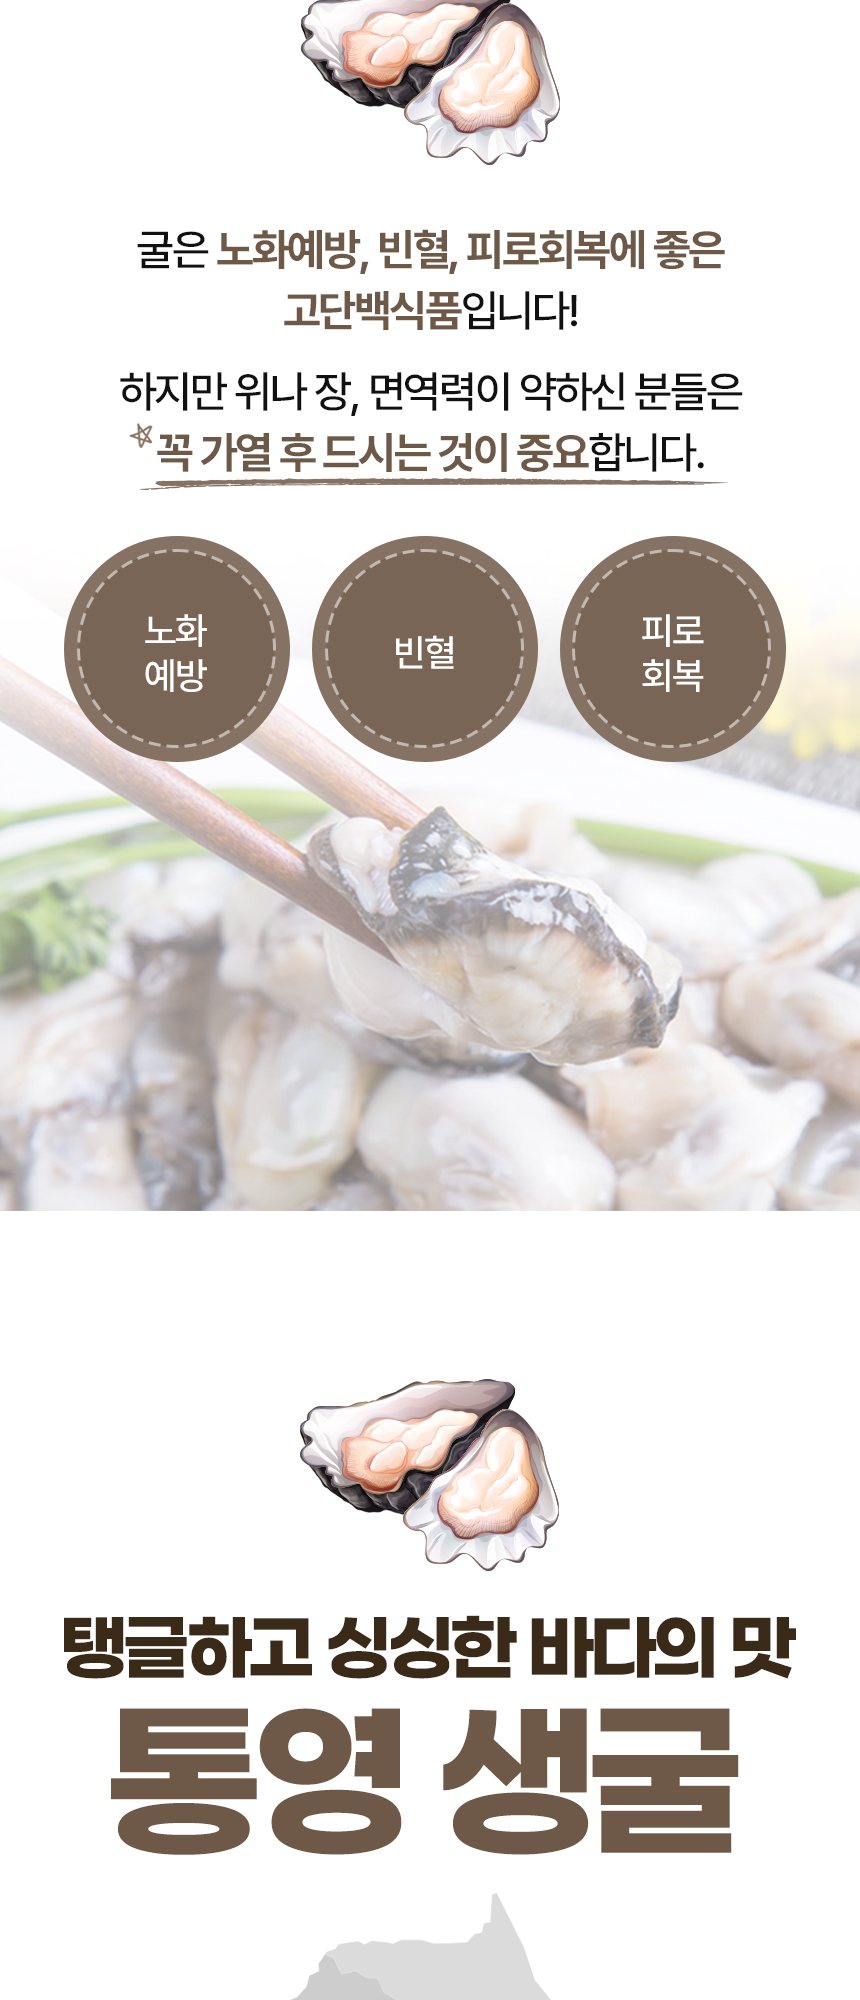 굴은 노화예방, 빈혈, 피로회복에 좋은
고단백식품입니다!
하지만 위나 장, 면역력이 약하신 분들은
꼭 가열 후 드시는 것이 중요합니다.
노화
예방
빈혈
피로
회복
탱글하고 싱싱한 바다의 맛
통영 생굴